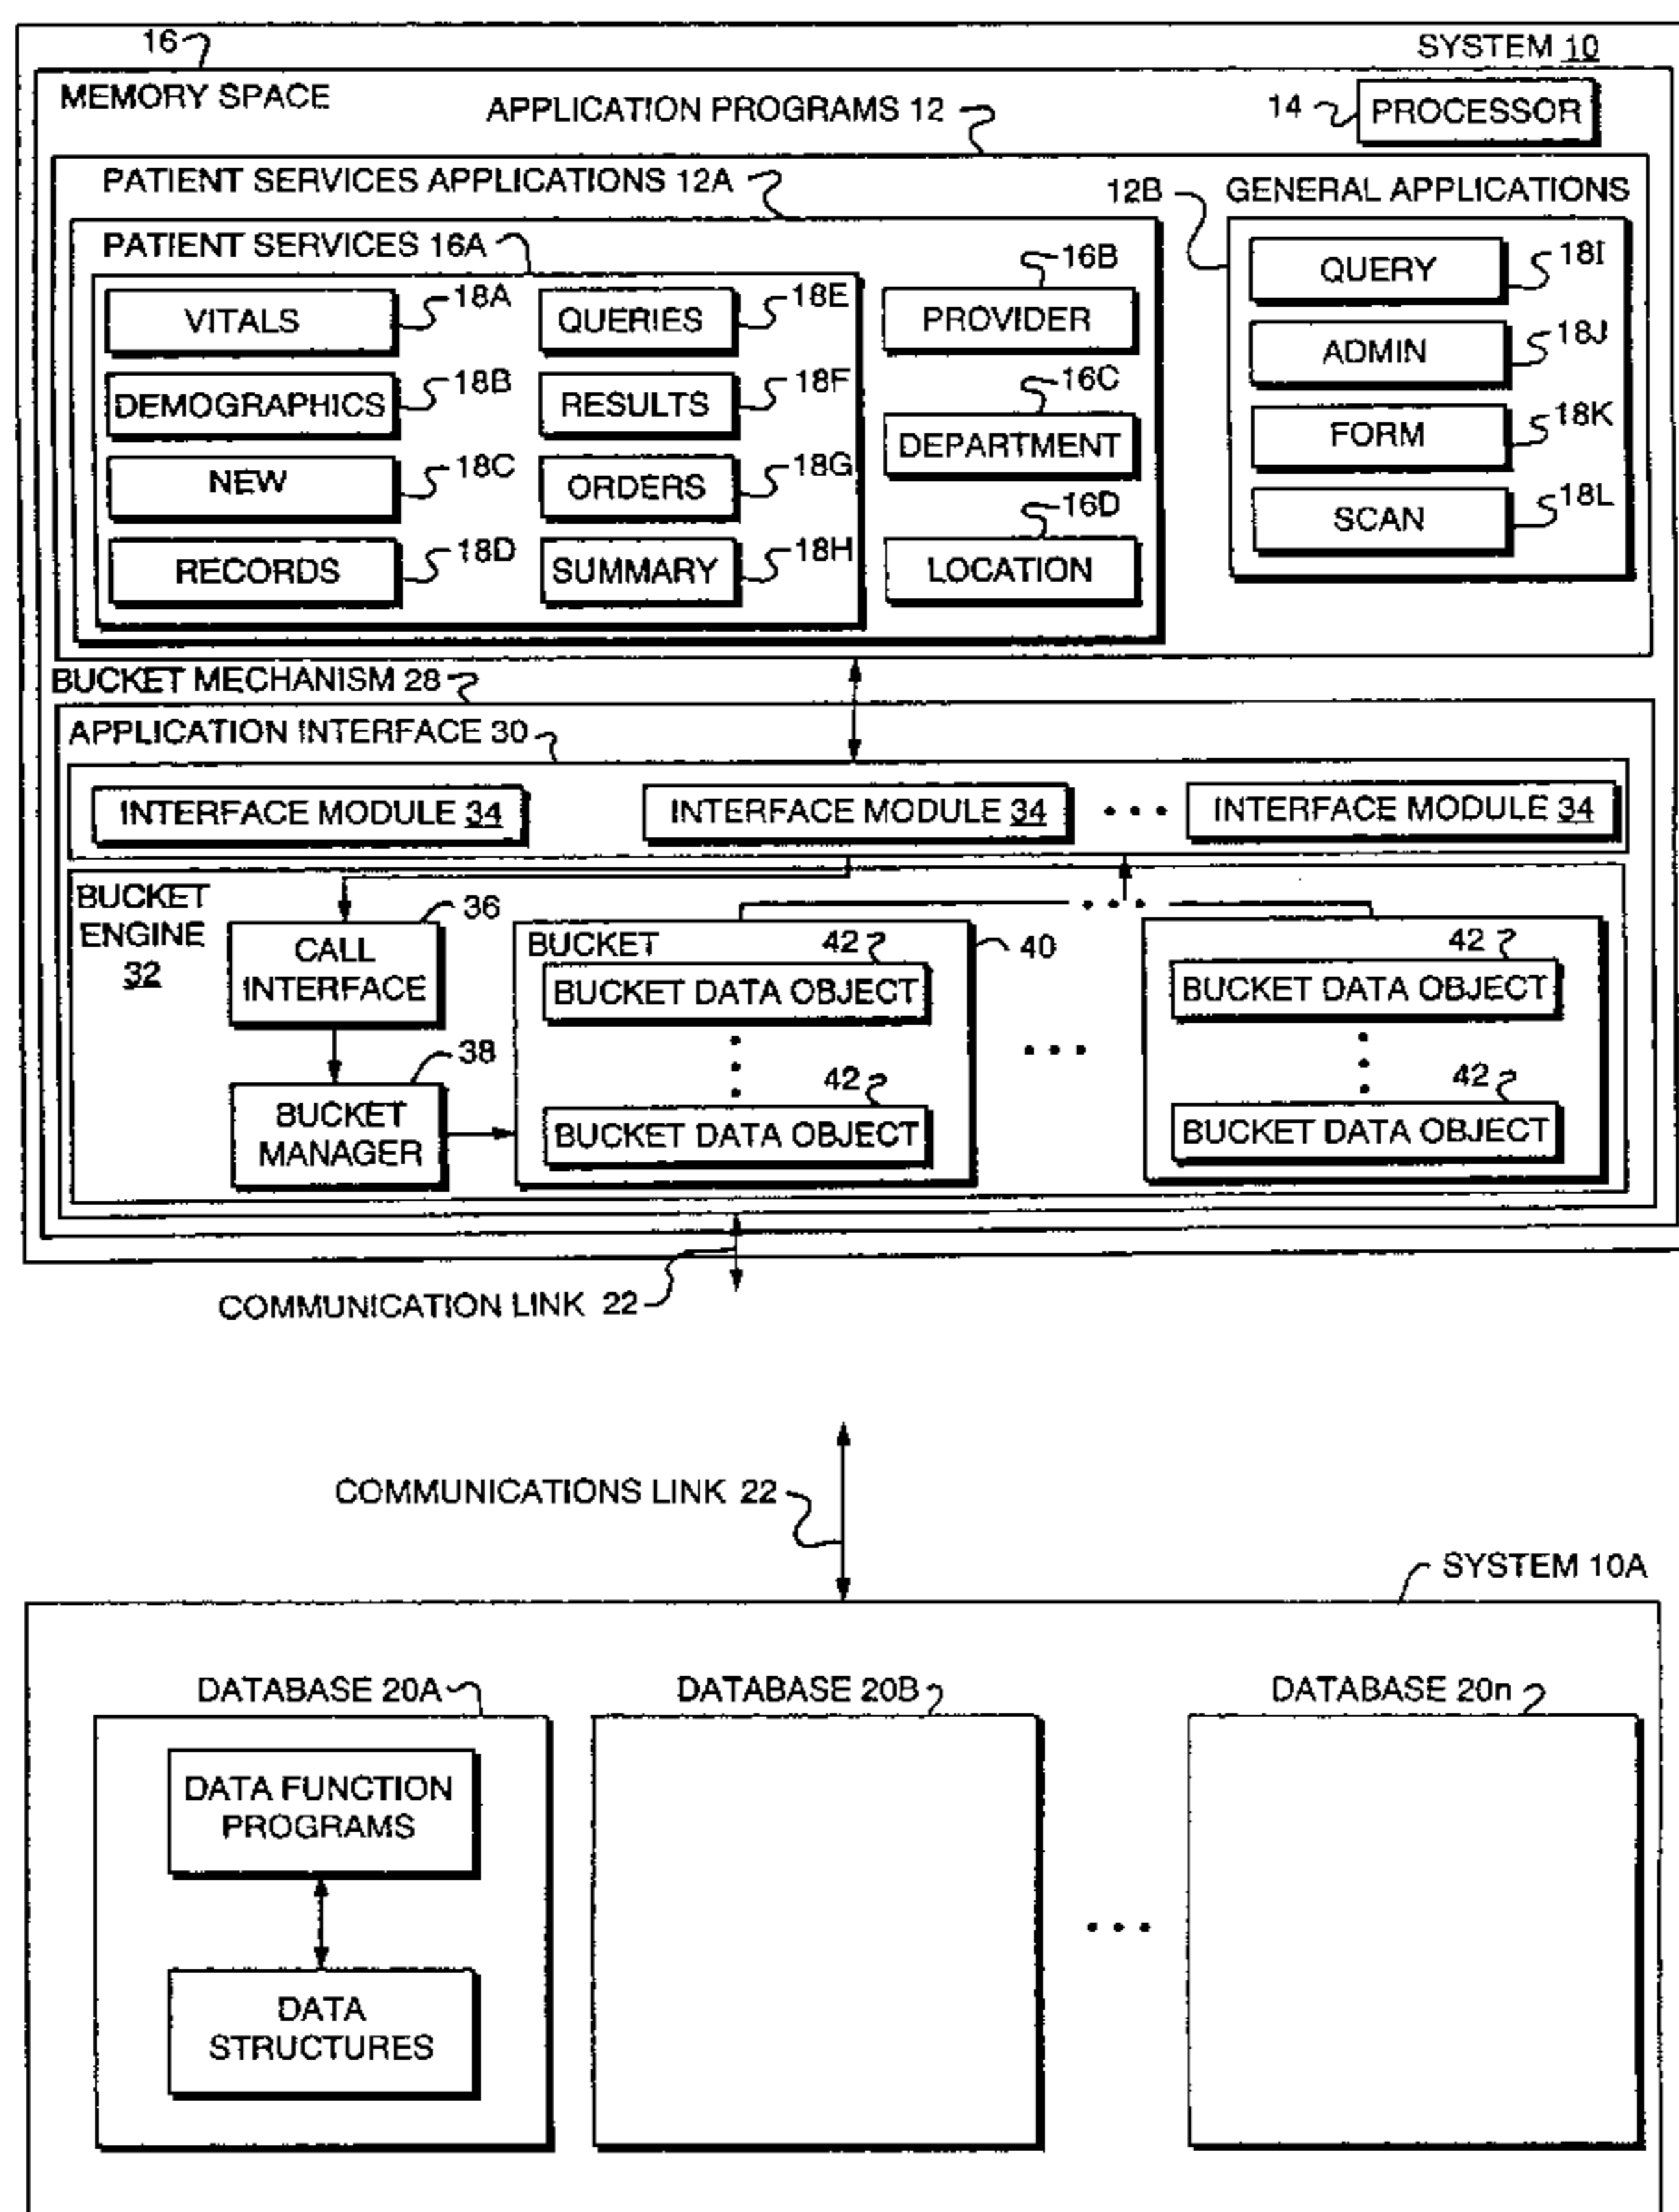 16
SYSTEM 10
MEMORY SPACE
APPLICATION PROGRAMS 12
14
PROCESSOR
PATIENT SERVICES APPLICATIONS 12A
12B
GENERAL APPLICATIONS
PATIENT SERVICES 16A
VITALS
18A
QUERIES
18E
16B
PROVIDER
QUERY
18I
DEMOGRAPHICS
18B
RESULTS
18F
16C
DEPARTMENT
ADMIN
18J
NEW
18C
ORDERS
18G
16D
LOCATION
FORM
18K
RECORDS
18D
SUMMARY
18H
SCAN
18L
BUCKET MECHANISM 28
APPLICATION INTERFACE 30
INTERFACE MODULE 34
INTERFACE MODULE 34
• • •
INTERFACE MODULE 34
BUCKET
ENGINE
32
36
CALL
INTERFACE
38
BUCKET
MANAGER
BUCKET
40
42
BUCKET DATA OBJECT
42
BUCKET DATA OBJECT
• • •
42
BUCKET DATA OBJECT
42
BUCKET DATA OBJECT
COMMUNICATION LINK 22
COMMUNICATIONS LINK 22
SYSTEM 10A
DATABASE 20A
DATABASE 20B
DATABASE 20n
DATA FUNCTION
PROGRAMS
DATA
STRUCTURES
• • •